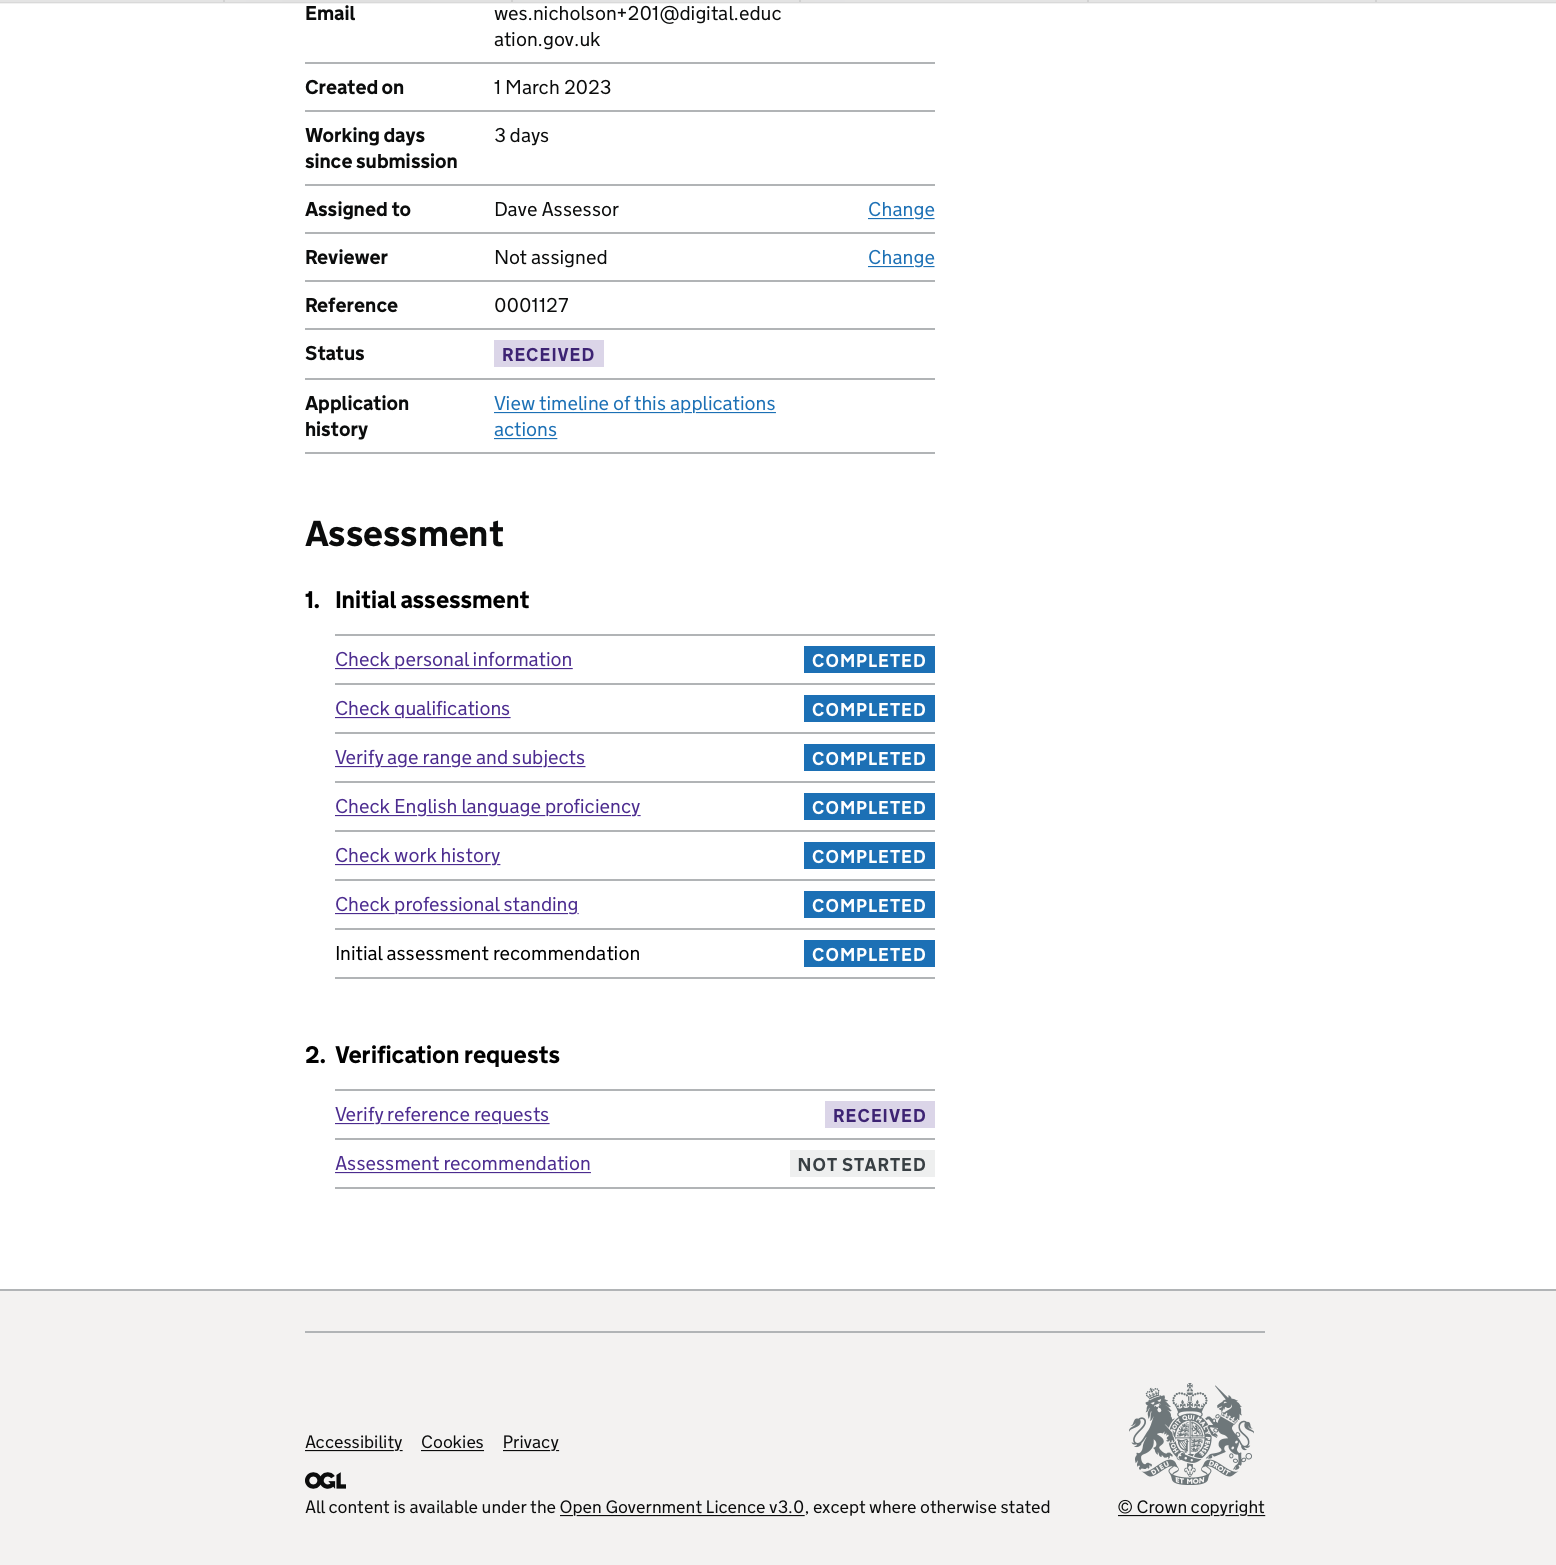 Email wes.nicholson+201@digital.educ
ation.gov.uk
Created on 1 March 2023
Working days 3 days
since submission
Assigned to Dave Assessor Change
Reviewer Not assigned Change
Reference 0001127
Status RECEIVED
Application View timeline of this applications
history actions
Assessment
1. Initial assessment
Check personal information COMPLETED
Check qualifications COMPLETED
Verify age range and subjects COMPLETED
Check English language proficiency COMPLETED
Check work history COMPLETED
Check professional standing COMPLETED
Initial assessment recommendation COMPLETED
2. Verification requests
Verify reference requests RECEIVED
Assessment recommendation NOT STARTED
Accessibility Cookies Privacy
OGL
All content is available under the Open Government Licence v3.0, except where otherwise stated © Crown copyright